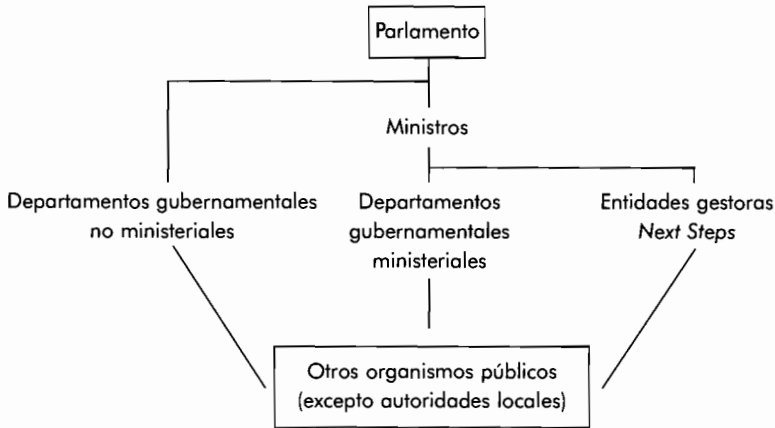 Parlamento
Ministros
Departamentos gubernamentales
no ministeriales
Departamentos
gubernamentales
ministeriales
Entidades gestoras
Next Steps
Otros organismos públicos
(excepto autoridades locales)